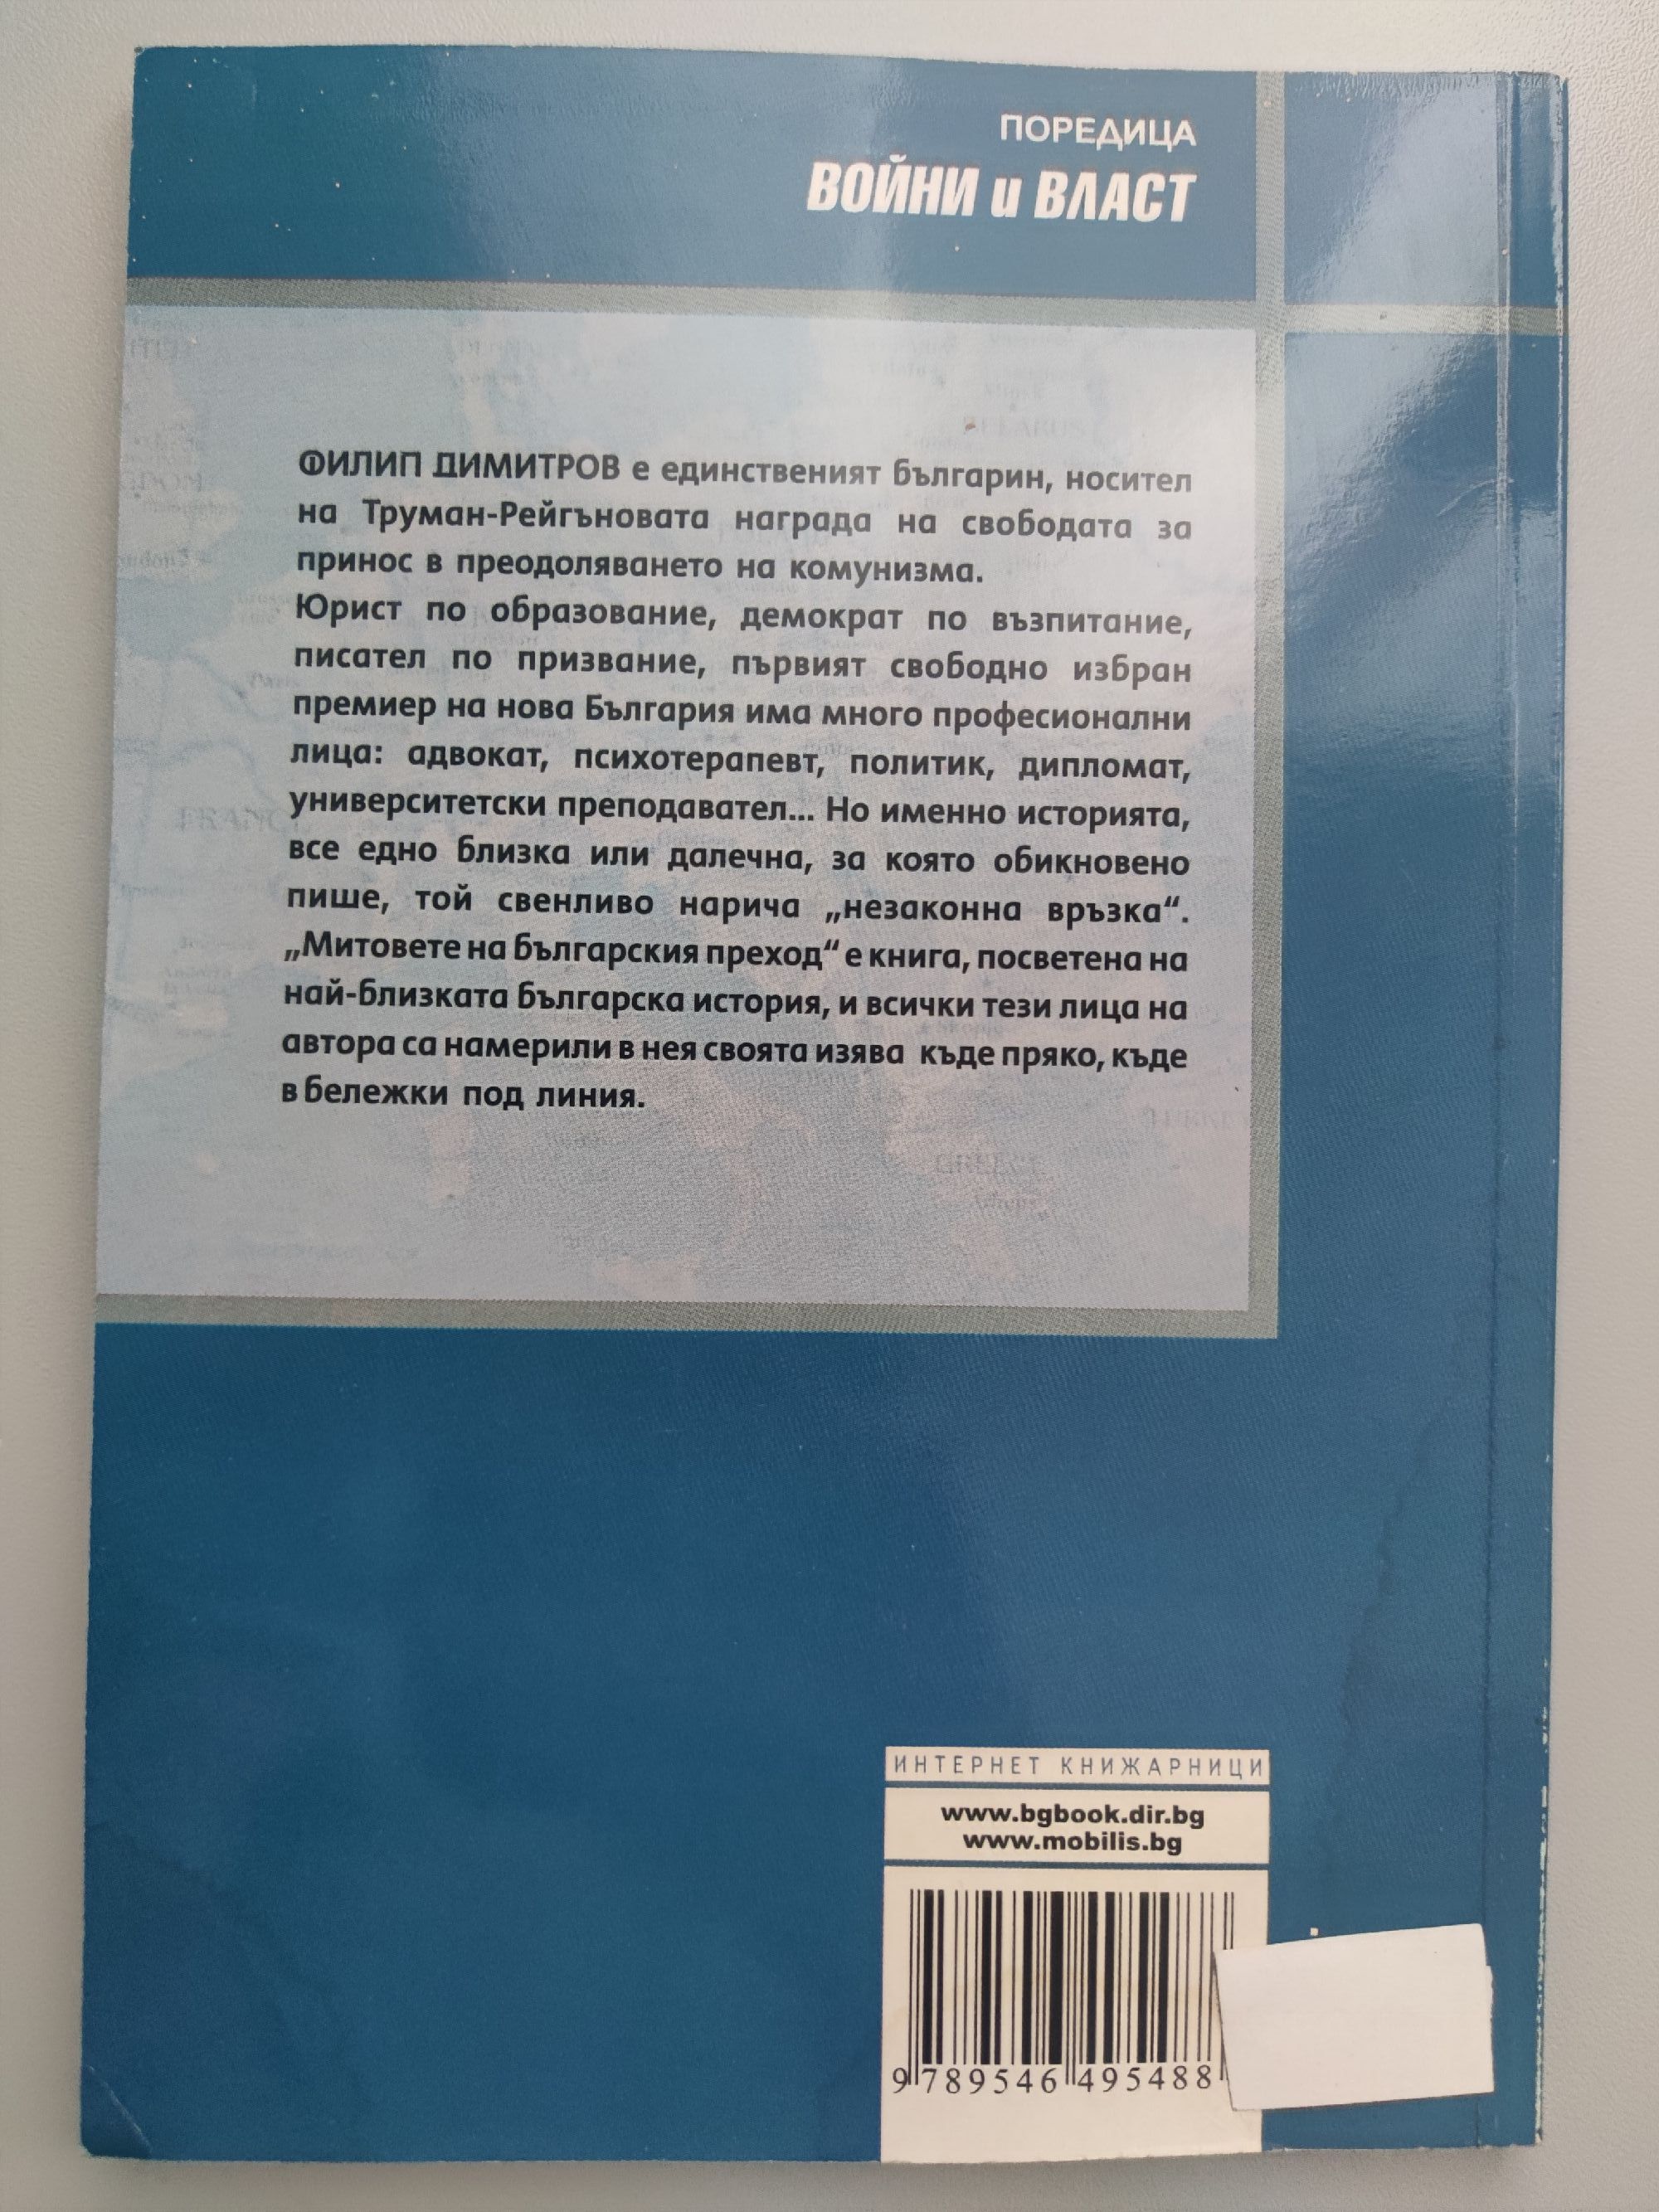 ПОРЕДИЦА
ВОЙНИ и ВЛАСТ
ФИЛИП ДИМИТРОВ е единственият българин, носител
на Труман-Рейгъновата награда на свободата за
принос в преодоляването на комунизма.
Юрист по образование, демократ по възпитание,
писател по призвание, първият свободно избран
премиер на нова България има много професионални
лица: адвокат, психотерапевт, политик, дипломат,
университетски преподавател... Но именно историята,
все едно близка или далечна, за която обикновено
пише, той свенливо нарича „незаконна връзка“.
„Митовете на българския преход“ е книга, посветена на
най-близката българска история, и всички тези лица на
автора са намерили в нея своята изява къде пряко, къде
в бележки под линия.
ИНТЕРНЕТ КНИЖАРНИЦИ
www.bgbook.dir.bg
www.mobilis.bg
9 789546 495488